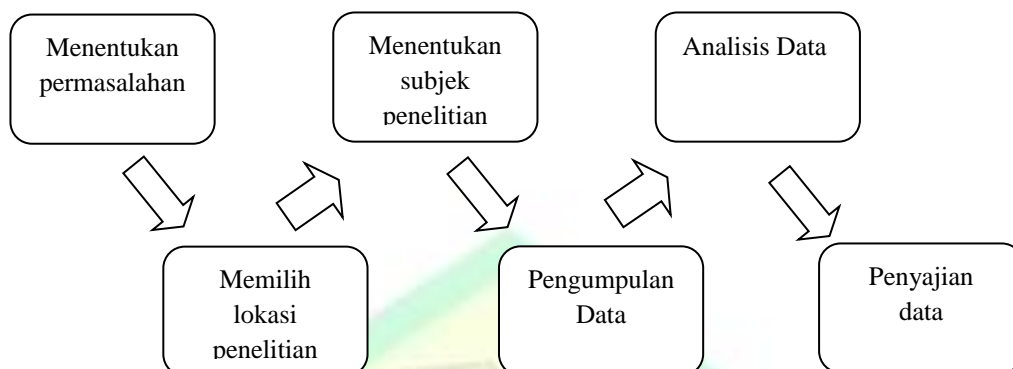 Menentukan
permasalahan
Memilih
lokasi
penelitian
Menentukan
subjek
penelitian
Pengumpulan
Data
Analisis Data
Penyajian
data